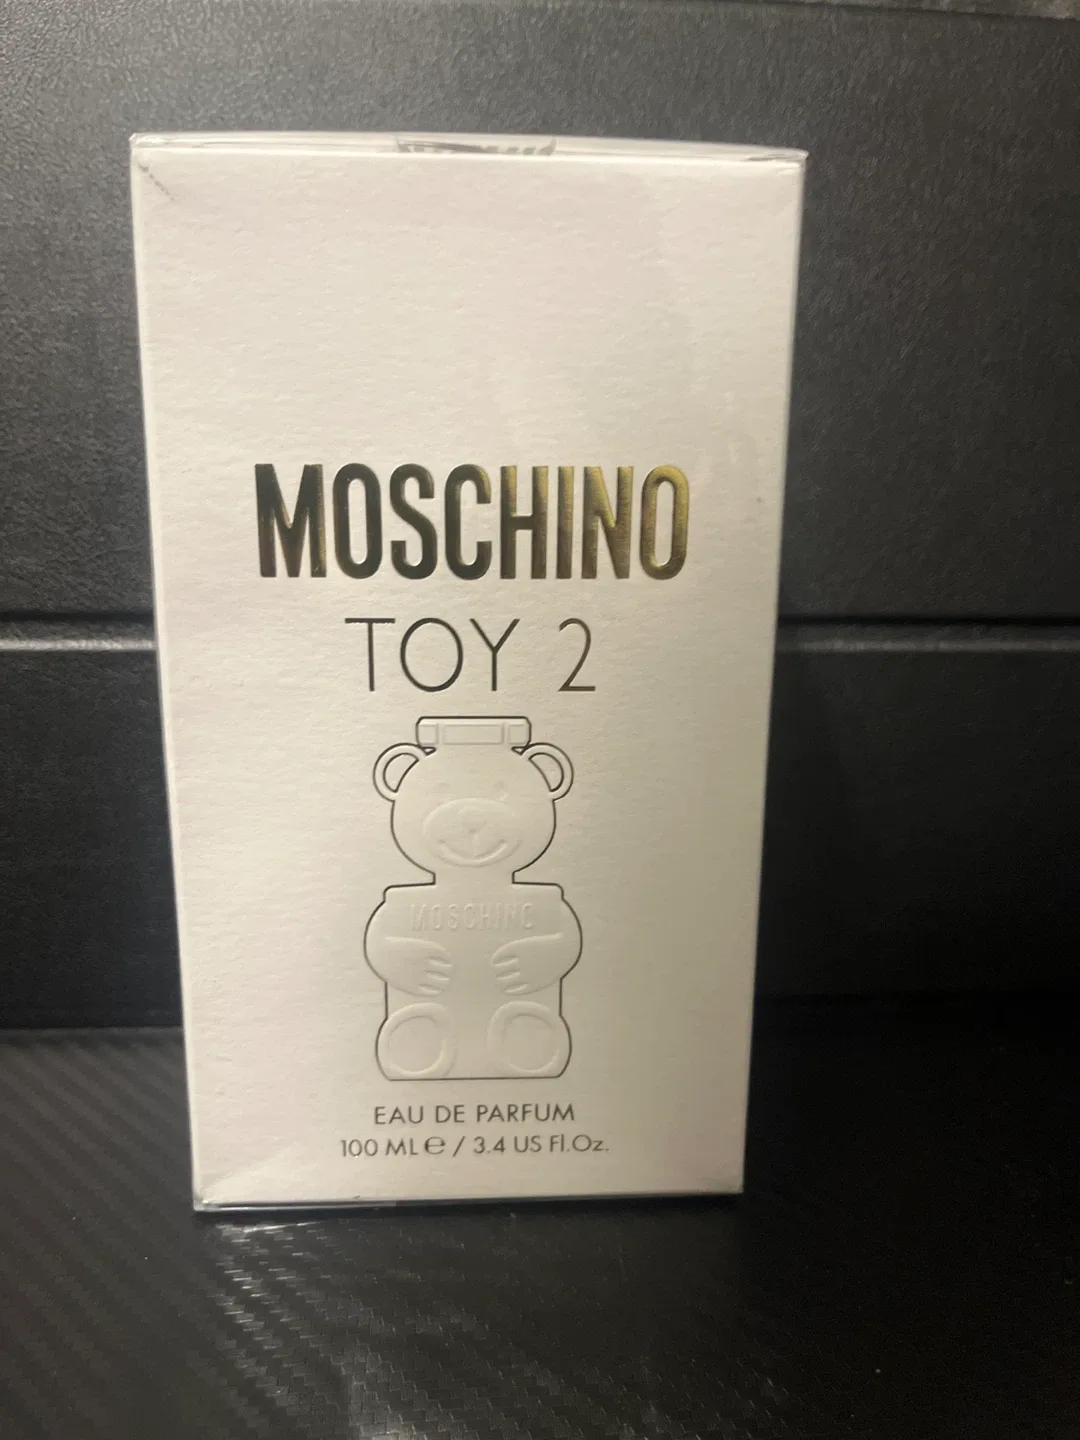 MOSCHINO
TOY 2
MOSCHINO
EAU DE PARFUM
100 ML ℮ / 3.4 US Fl.Oz.